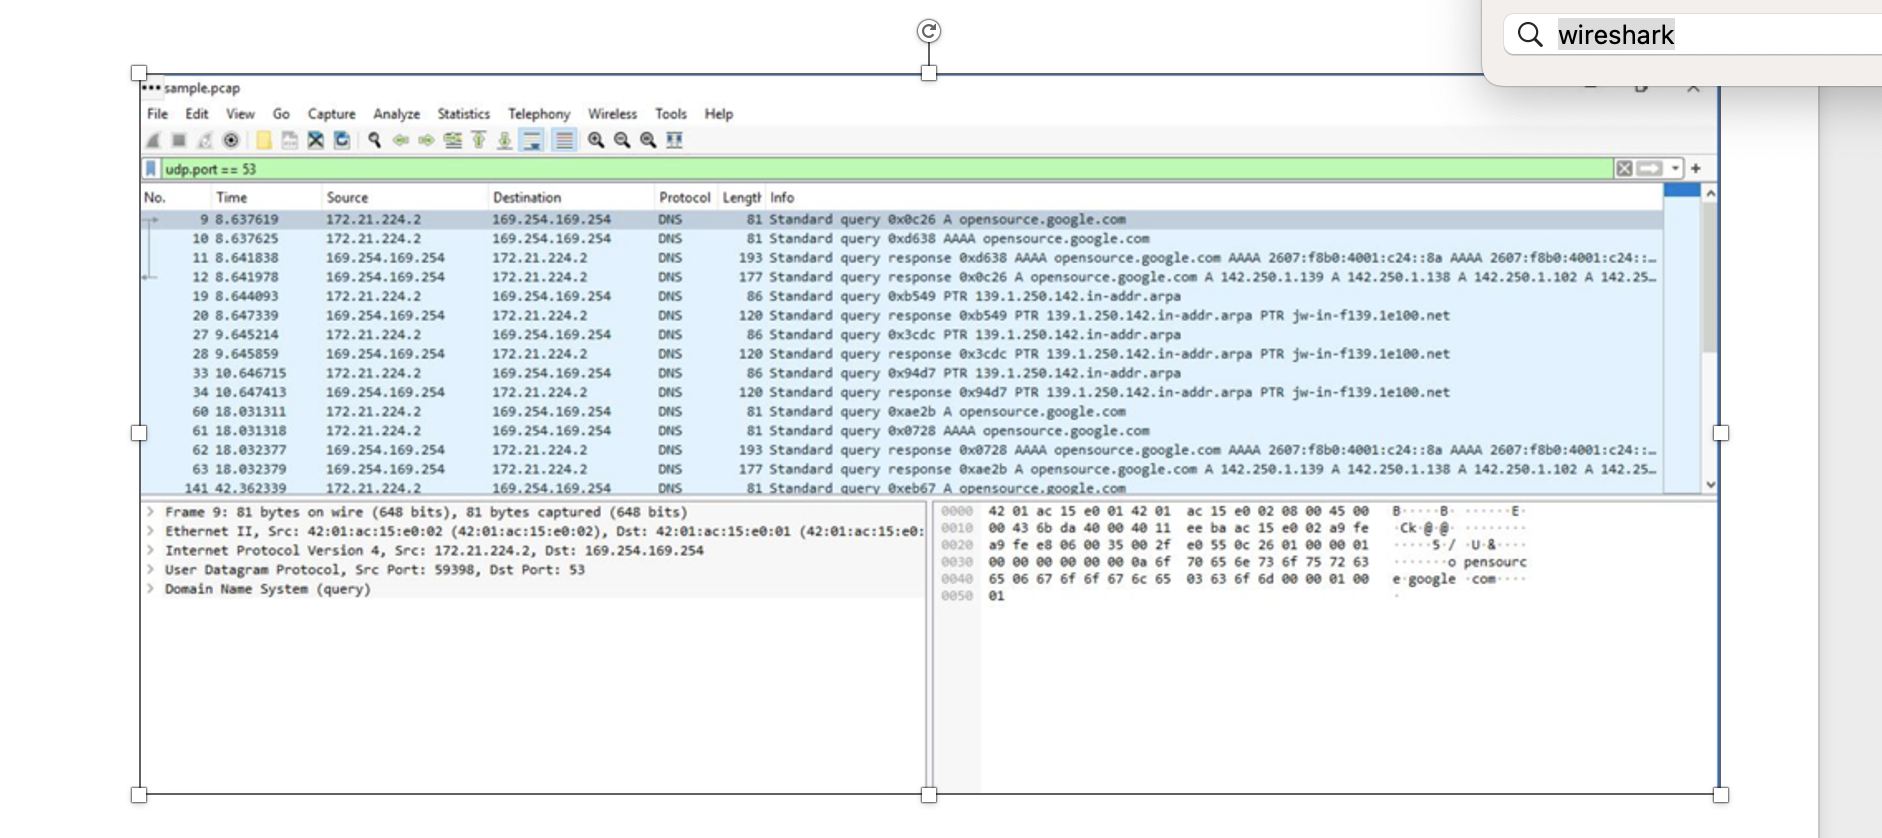 wireshark
sample.pcap
File Edit View Go Capture Analyze Statistics Telephony Wireless Tools Help
udp.port == 53
No. Time Source Destination Protocol Length Info
9 8.637619 172.21.224.2 169.254.169.254 DNS 81 Standard query 0x0c26 A opensource.google.com
10 8.637625 172.21.224.2 169.254.169.254 DNS 81 Standard query 0xd638 AAAA opensource.google.com
11 8.641838 169.254.169.254 172.21.224.2 DNS 193 Standard query response 0xd638 AAAA opensource.google.com AAAA 2607:f8b0:4001:c24::8a AAAA 2607:f8b0:4001:c24::…
12 8.641978 169.254.169.254 172.21.224.2 DNS 177 Standard query response 0x0c26 A opensource.google.com A 142.250.1.139 A 142.250.1.138 A 142.250.1.102 A 142.25…
19 8.644093 172.21.224.2 169.254.169.254 DNS 86 Standard query 0xb549 PTR 139.1.250.142.in-addr.arpa
20 8.647339 169.254.169.254 172.21.224.2 DNS 120 Standard query response 0xb549 PTR 139.1.250.142.in-addr.arpa PTR jw-in-f139.1e100.net
27 9.645214 172.21.224.2 169.254.169.254 DNS 86 Standard query 0x3cdc PTR 139.1.250.142.in-addr.arpa
28 9.645859 169.254.169.254 172.21.224.2 DNS 120 Standard query response 0x3cdc PTR 139.1.250.142.in-addr.arpa PTR jw-in-f139.1e100.net
33 10.646715 172.21.224.2 169.254.169.254 DNS 86 Standard query 0x94d7 PTR 139.1.250.142.in-addr.arpa
34 10.647413 169.254.169.254 172.21.224.2 DNS 120 Standard query response 0x94d7 PTR 139.1.250.142.in-addr.arpa PTR jw-in-f139.1e100.net
60 18.031311 172.21.224.2 169.254.169.254 DNS 81 Standard query 0xae2b A opensource.google.com
61 18.031318 172.21.224.2 169.254.169.254 DNS 81 Standard query 0x0728 AAAA opensource.google.com
62 18.032377 169.254.169.254 172.21.224.2 DNS 193 Standard query response 0x0728 AAAA opensource.google.com AAAA 2607:f8b0:4001:c24::8a AAAA 2607:f8b0:4001:c24::…
63 18.032379 169.254.169.254 172.21.224.2 DNS 177 Standard query response 0xae2b A opensource.google.com A 142.250.1.139 A 142.250.1.138 A 142.250.1.102 A 142.25…
141 42.362339 172.21.224.2 169.254.169.254 DNS 81 Standard query 0xeb67 A opensource.google.com
Frame 9: 81 bytes on wire (648 bits), 81 bytes captured (648 bits)
Ethernet II, Src: 42:01:ac:15:e0:02 (42:01:ac:15:e0:02), Dst: 42:01:ac:15:e0:01 (42:01:ac:15:e0:
Internet Protocol Version 4, Src: 172.21.224.2, Dst: 169.254.169.254
User Datagram Protocol, Src Port: 59398, Dst Port: 53
Domain Name System (query)
0000 42 01 ac 15 e0 01 42 01 ac 15 e0 02 08 00 45 00 B·····B· ······E·
0010 00 43 6b da 40 00 40 11 ee ba ac 15 e0 02 a9 fe ·Ck·@·@· ········
0020 a9 fe e8 06 00 35 00 2f e0 55 0c 26 01 00 00 01 ·····5·/ ·U·&····
0030 00 00 00 00 00 00 0a 6f 70 65 6e 73 6f 75 72 63 ·······o pensourc
0040 65 06 67 6f 6f 67 6c 65 03 63 6f 6d 00 00 01 00 e·google ·com····
0050 01 ·